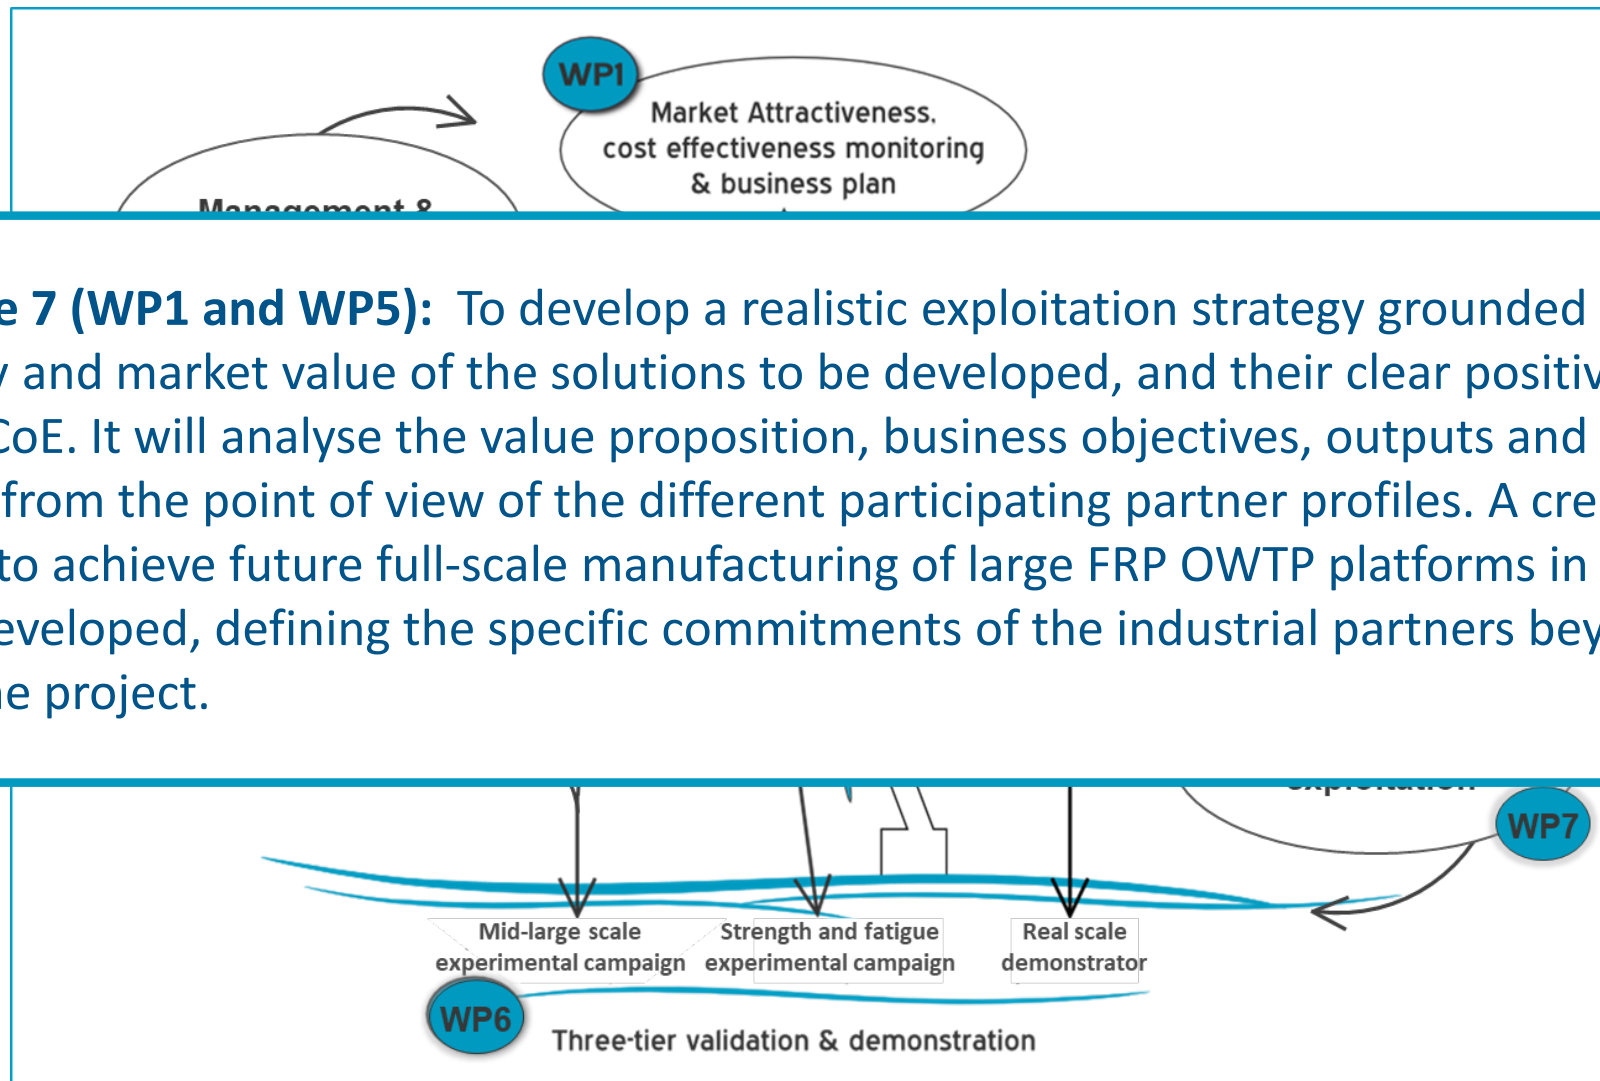 WP1
Market Attractiveness,
cost effectiveness monitoring
& business plan
Management &
e 7 (WP1 and WP5): To develop a realistic exploitation strategy grounded
y and market value of the solutions to be developed, and their clear positiv
CoE. It will analyse the value proposition, business objectives, outputs and
from the point of view of the different participating partner profiles. A cre
to achieve future full-scale manufacturing of large FRP OWTP platforms in
eveloped, defining the specific commitments of the industrial partners bey
e project.
exploitation
WP7
Mid-large scale
experimental campaign
Strength and fatigue
experimental campaign
Real scale
demonstrator
WP6
Three-tier validation & demonstration